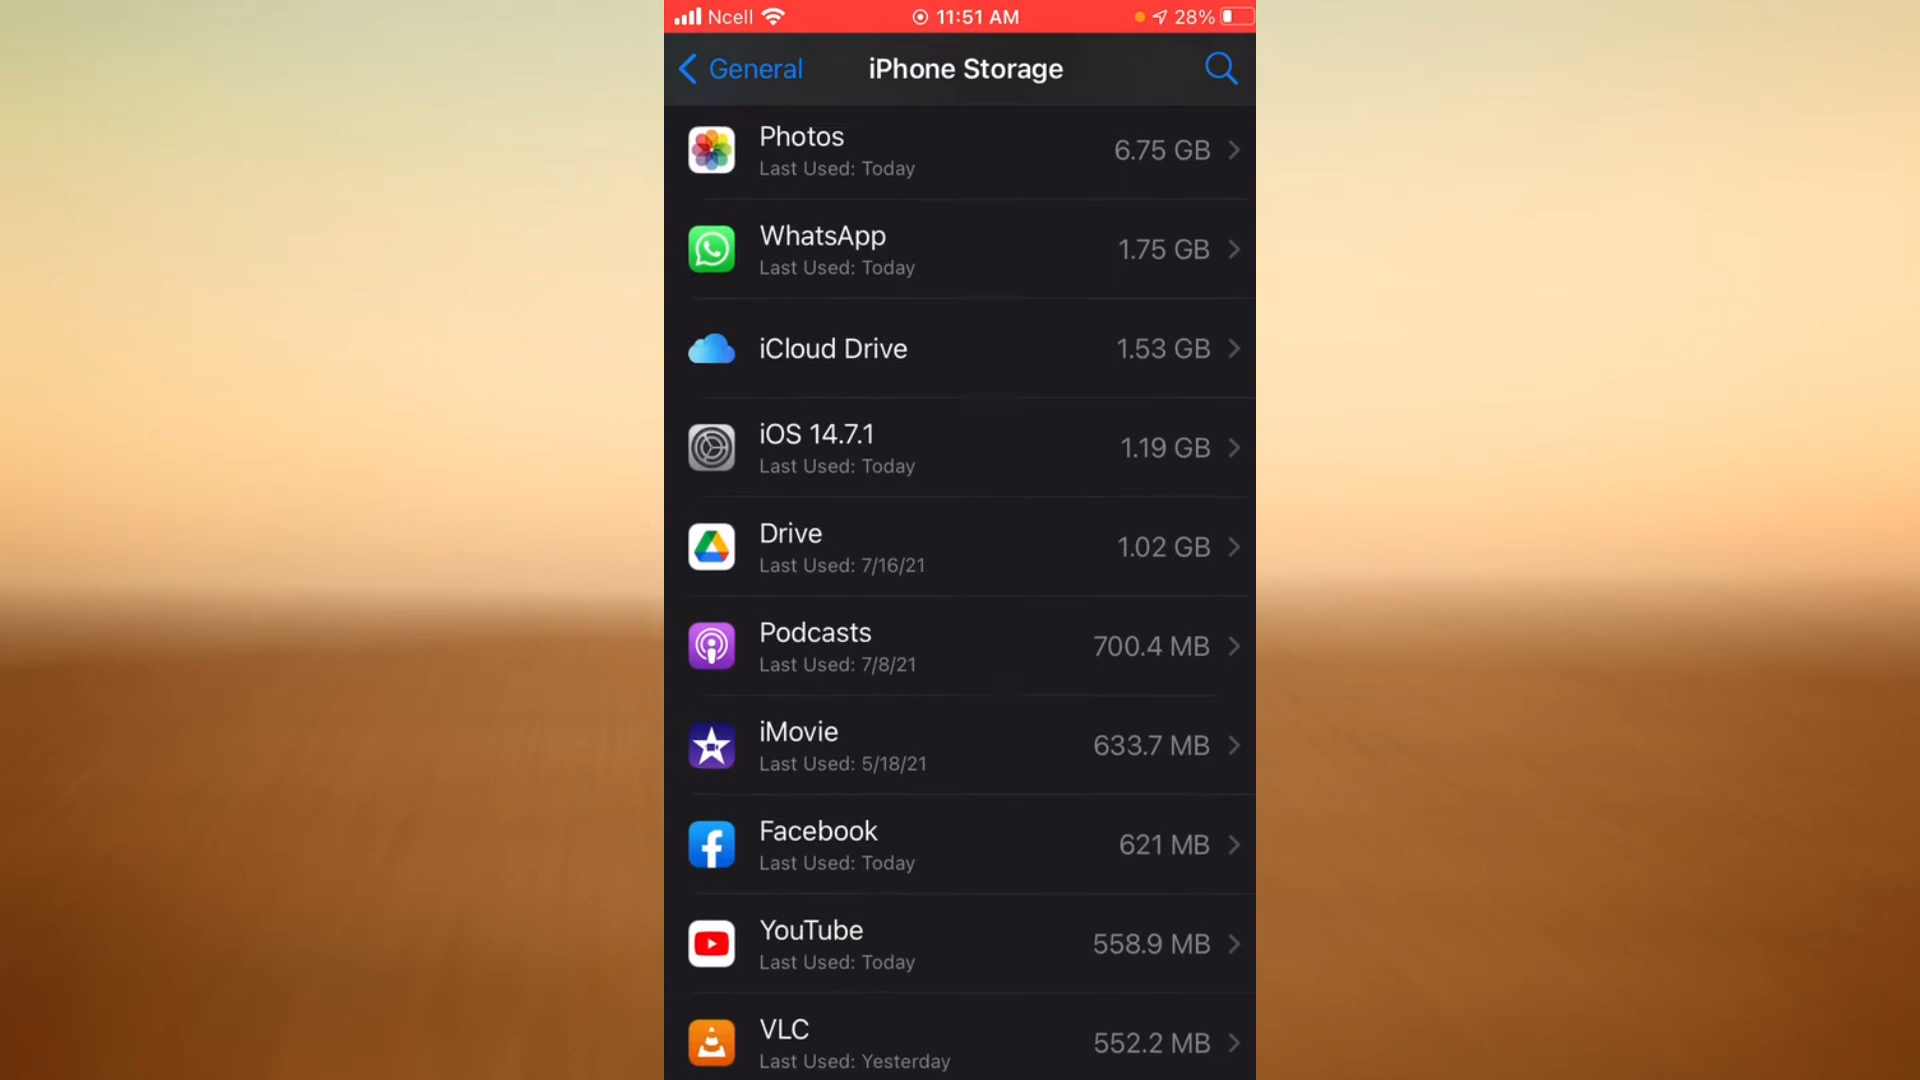 Ncell 11:51 AM 28%
General iPhone Storage
Photos 6.75 GB
Last Used: Today
WhatsApp 1.75 GB
Last Used: Today
iCloud Drive 1.53 GB
iOS 14.7.1 1.19 GB
Last Used: Today
Drive 1.02 GB
Last Used: 7/16/21
Podcasts 700.4 MB
Last Used: 7/8/21
iMovie 633.7 MB
Last Used: 5/18/21
Facebook 621 MB
Last Used: Today
YouTube 558.9 MB
Last Used: Today
VLC 552.2 MB
Last Used: Yesterday